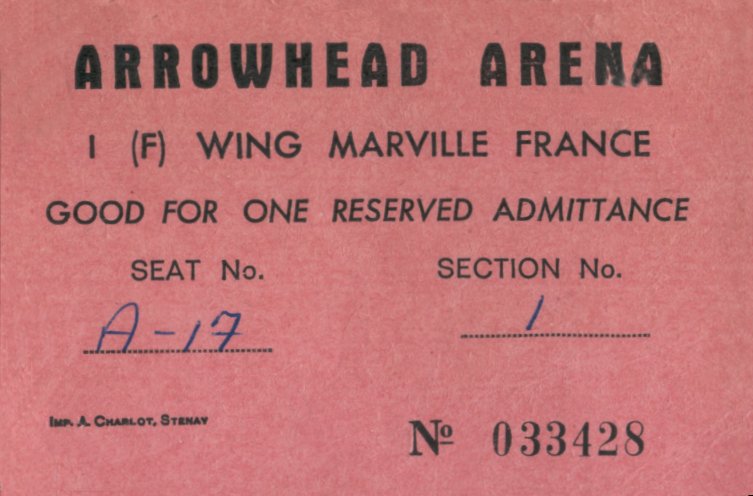 ARROWHEAD ARENA
1 (F) WING MARVILLE FRANCE
GOOD FOR ONE RESERVED ADMITTANCE
SEAT No. SECTION No.
A-17 1
IMP. A. CHARLOT, STENAY
Nº 033428